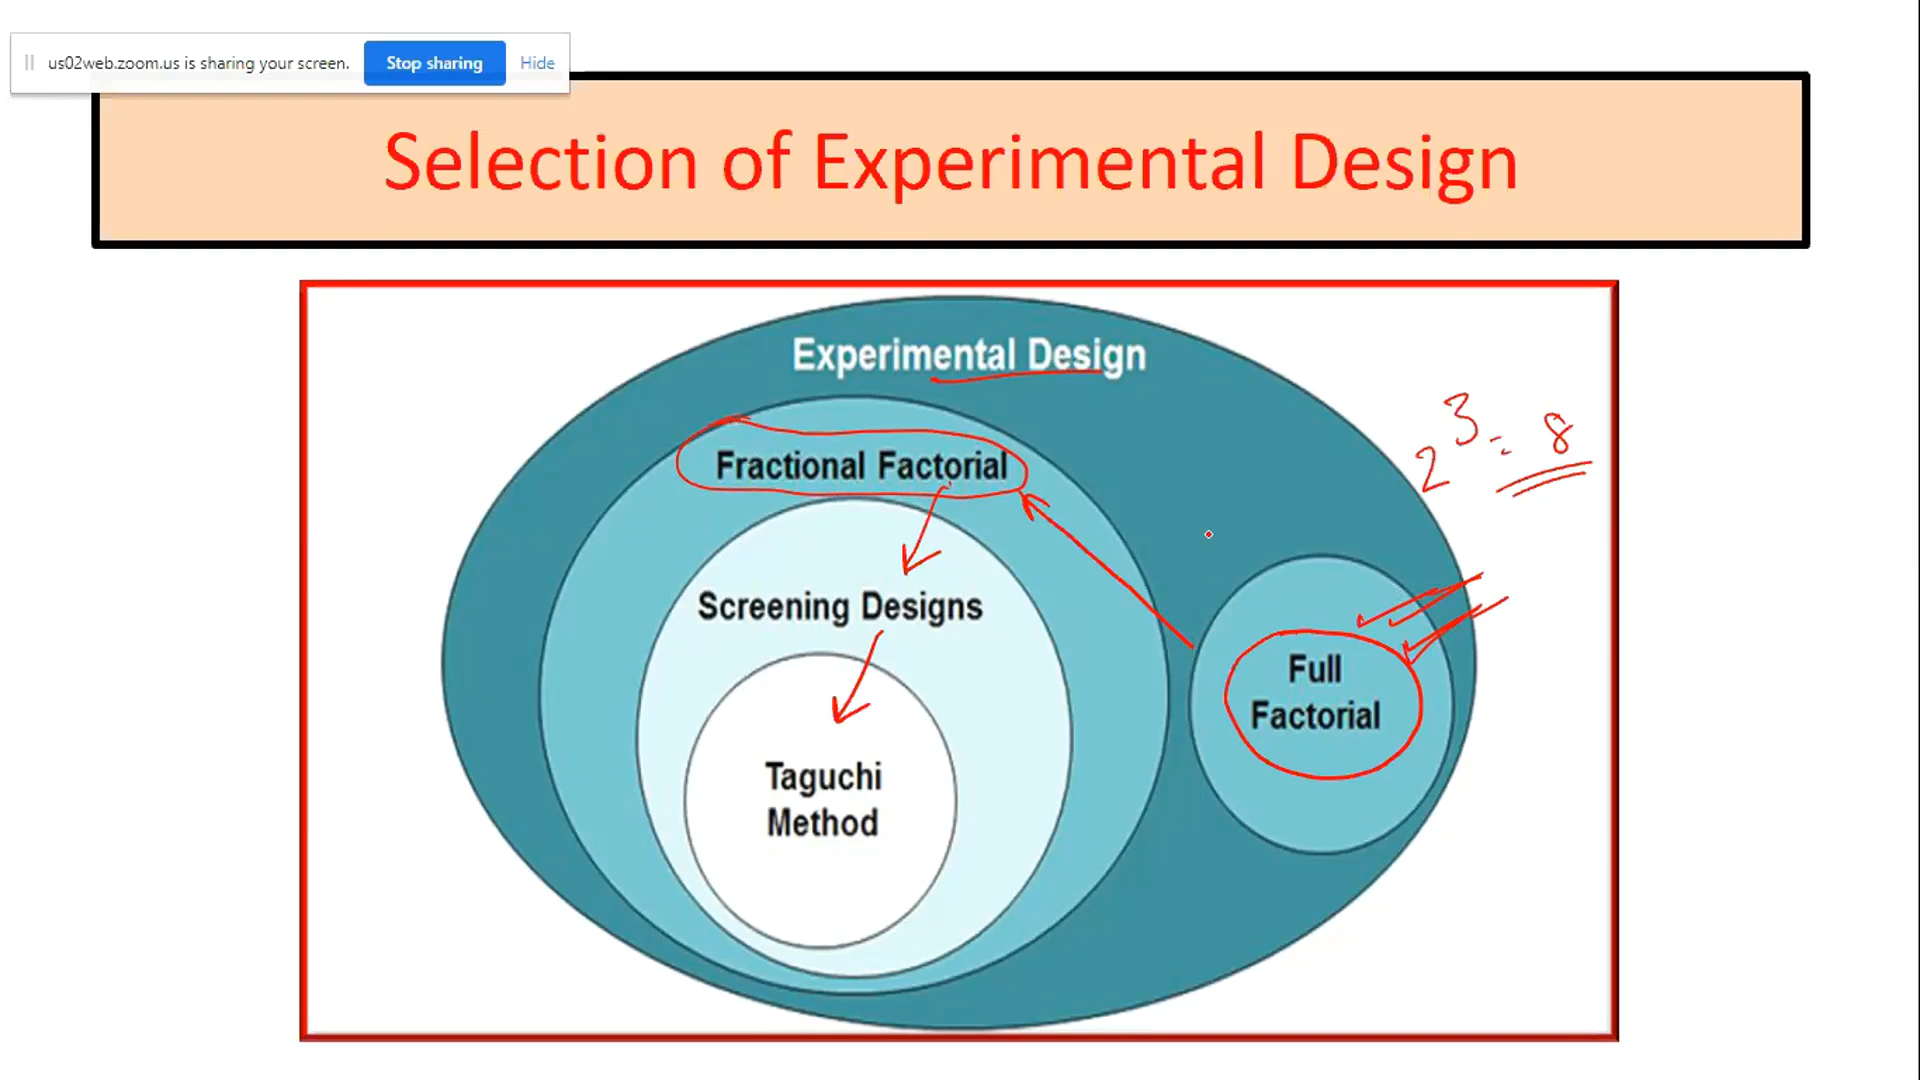 us02web.zoom.us is sharing your screen. Stop sharing Hide
Selection of Experimental Design
Experimental Design
2³ = 8
Fractional Factorial
Screening Designs
Full
Factorial
Taguchi
Method